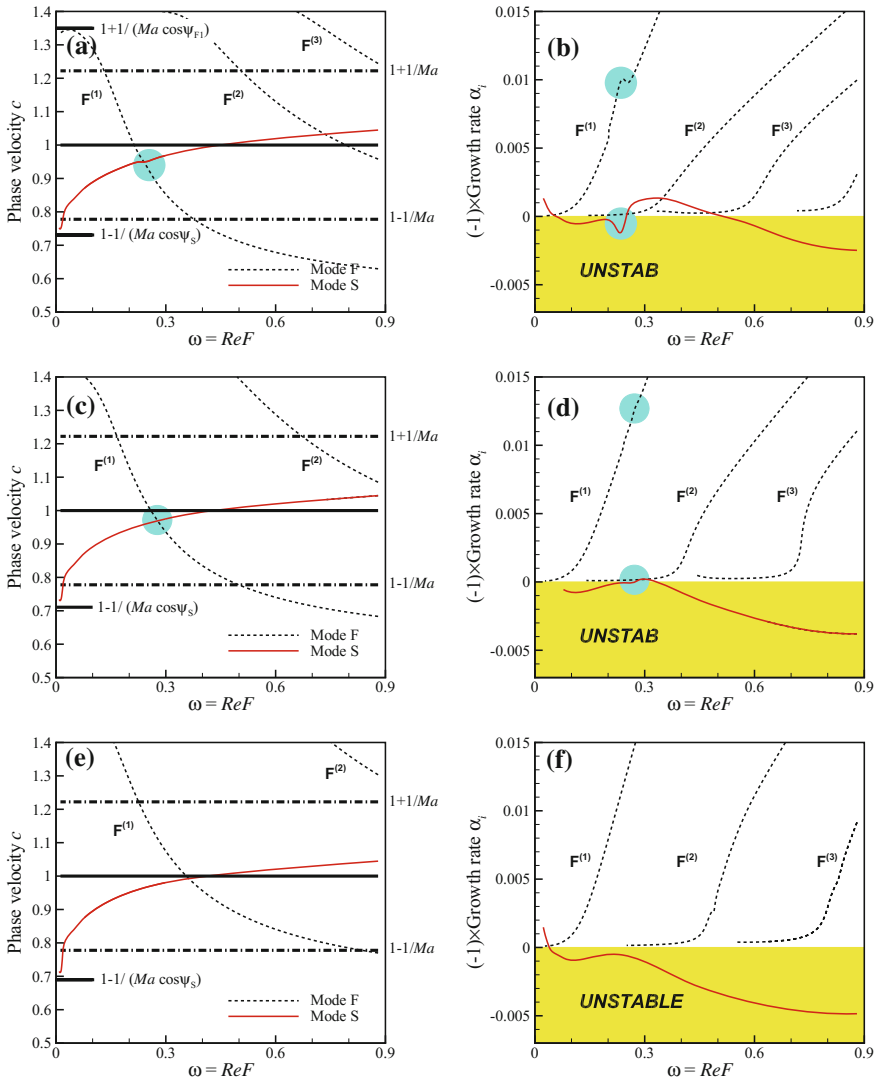 (a)
1.4
1.3
1.2
1.1
1
0.9
0.8
0.7
0.6
0.5
Phase velocity c
1+1/(Ma cosψF1)
F(1)
F(2)
F(3)
1+1/Ma
1-1/Ma
1-1/(Ma cosψS)
Mode F
Mode S
0 0.3 0.6 0.9
ω = ReF
(b)
0.015
0.01
0.005
0
-0.005
(-1)×Growth rate αi
F(1)
F(2)
F(3)
UNSTAB
0 0.3 0.6 0.9
ω = ReF
(c)
1.4
1.3
1.2
1.1
1
0.9
0.8
0.7
0.6
0.5
Phase velocity c
F(1)
F(2)
1+1/Ma
1-1/Ma
1-1/(Ma cosψS)
Mode F
Mode S
0 0.3 0.6 0.9
ω = ReF
(d)
0.015
0.01
0.005
0
-0.005
(-1)×Growth rate αi
F(1)
F(2)
F(3)
UNSTAB
0 0.3 0.6 0.9
ω = ReF
(e)
1.4
1.3
1.2
1.1
1
0.9
0.8
0.7
0.6
0.5
Phase velocity c
F(1)
F(2)
1+1/Ma
1-1/Ma
1-1/(Ma cosψS)
Mode F
Mode S
0 0.3 0.6 0.9
ω = ReF
(f)
0.015
0.01
0.005
0
-0.005
(-1)×Growth rate αi
F(1)
F(2)
F(3)
UNSTABLE
0 0.3 0.6 0.9
ω = ReF